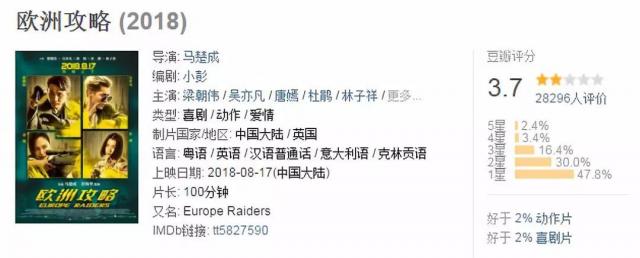 欧洲攻略 (2018)
2018.8.17
欧洲攻略
EUROPE RAIDERS
导演: 马楚成
编剧: 小彭
主演: 梁朝伟 / 吴亦凡 / 唐嫣 / 杜鹃 / 林子祥 / 更多...
类型: 喜剧 / 动作 / 爱情
制片国家/地区: 中国大陆 / 英国
语言: 粤语 / 英语 / 汉语普通话 / 意大利语 / 克林贡语
上映日期: 2018-08-17(中国大陆)
片长: 100分钟
又名: Europe Raiders
IMDb链接: tt5827590
豆瓣评分
3.7
28296人评价
5星 2.4%
4星 3.4%
3星 16.4%
2星 30.0%
1星 47.8%
好于 2% 动作片
好于 2% 喜剧片